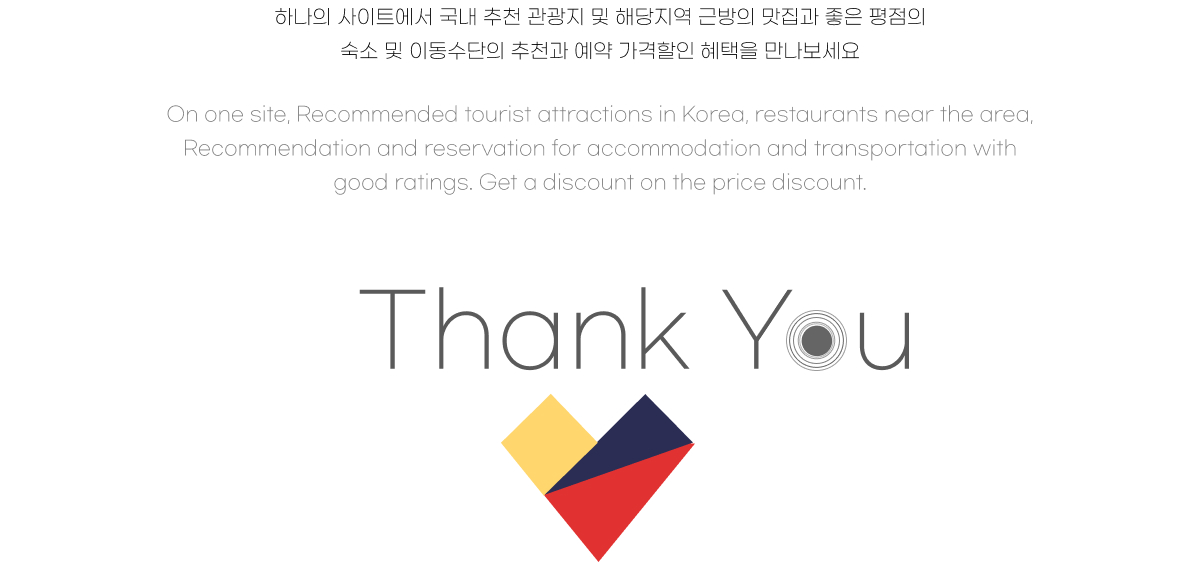 하나의 사이트에서 국내 추천 관광지 및 해당지역 근방의 맛집과 좋은 평점의
숙소 및 이동수단의 추천과 예약 가격할인 혜택을 만나보세요
On one site, Recommended tourist attractions in Korea, restaurants near the area,
Recommendation and reservation for accommodation and transportation with
good ratings. Get a discount on the price discount.
Thank You